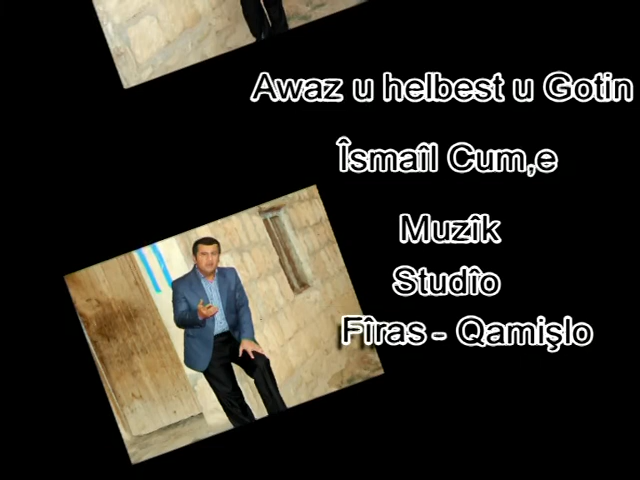 Awaz u helbest u Gotin
Îsmaîl Cum,e
Muzîk
Studîo
Fîras - Qamişlo